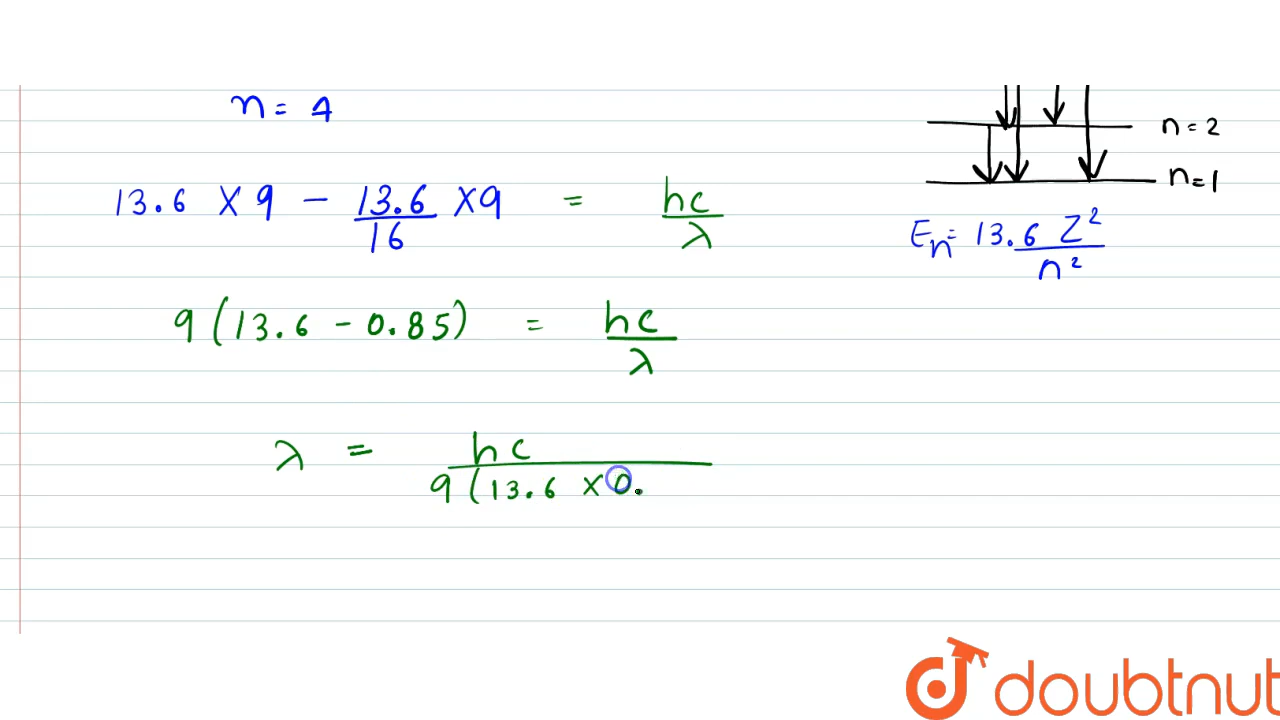 n = 4
n = 2
n = 1
13.6 × 9 − 13.6/16 × 9 = hc/λ
Eₙ = 13.6 Z²/n²
9 (13.6 − 0.85) = hc/λ
λ = hc/9 (13.6 × 0.
doubtnut